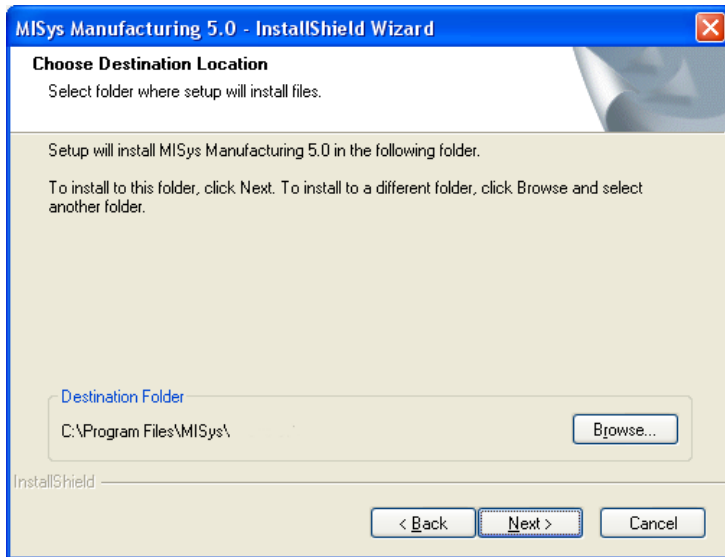 MISys Manufacturing 5.0 - InstallShield Wizard
Choose Destination Location
Select folder where setup will install files.
Setup will install MISys Manufacturing 5.0 in the following folder.
To install to this folder, click Next. To install to a different folder, click Browse and select
another folder.
Destination Folder
C:\Program Files\MISys\
Browse...
InstallShield
< Back
Next >
Cancel